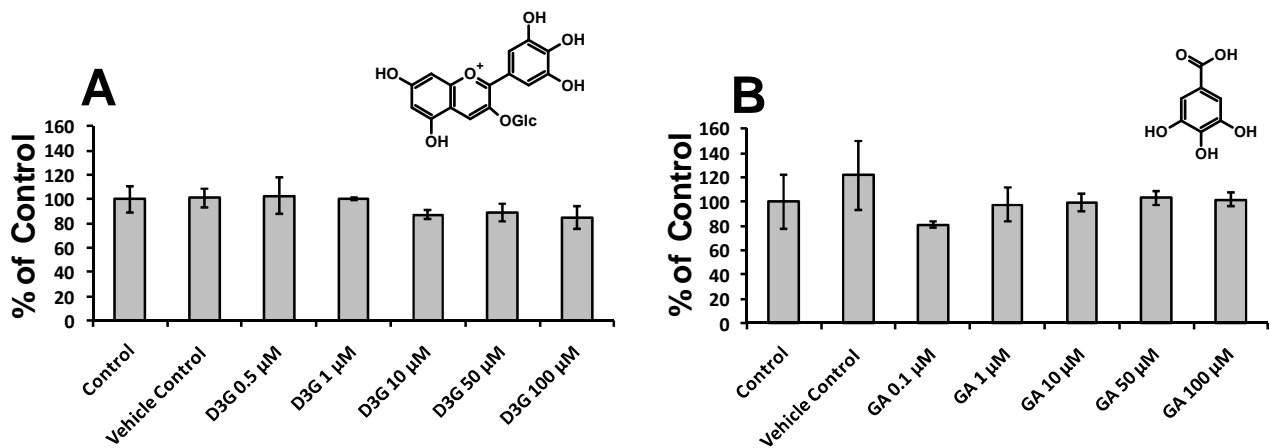 A
OH
OH
HO
O+
OH
OGlc
OH
% of Control
160
140
120
100
80
60
40
20
0
Control
Vehicle Control
D3G 0.5 µM
D3G 1 µM
D3G 10 µM
D3G 50 µM
D3G 100 µM
B
O
OH
HO
OH
OH
% of Control
160
140
120
100
80
60
40
20
0
Control
Vehicle Control
GA 0.1 µM
GA 1 µM
GA 10 µM
GA 50 µM
GA 100 µM